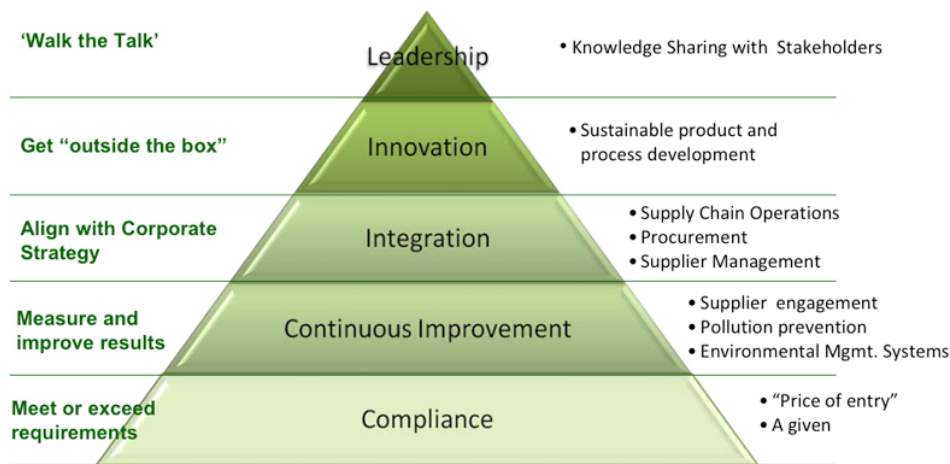 ‘Walk the Talk’
Leadership
• Knowledge Sharing with Stakeholders
Get “outside the box”
Innovation
• Sustainable product and
process development
Align with Corporate
Strategy
Integration
• Supply Chain Operations
• Procurement
• Supplier Management
Measure and
improve results
Continuous Improvement
• Supplier engagement
• Pollution prevention
• Environmental Mgmt. Systems
Meet or exceed
requirements
Compliance
• “Price of entry”
• A given